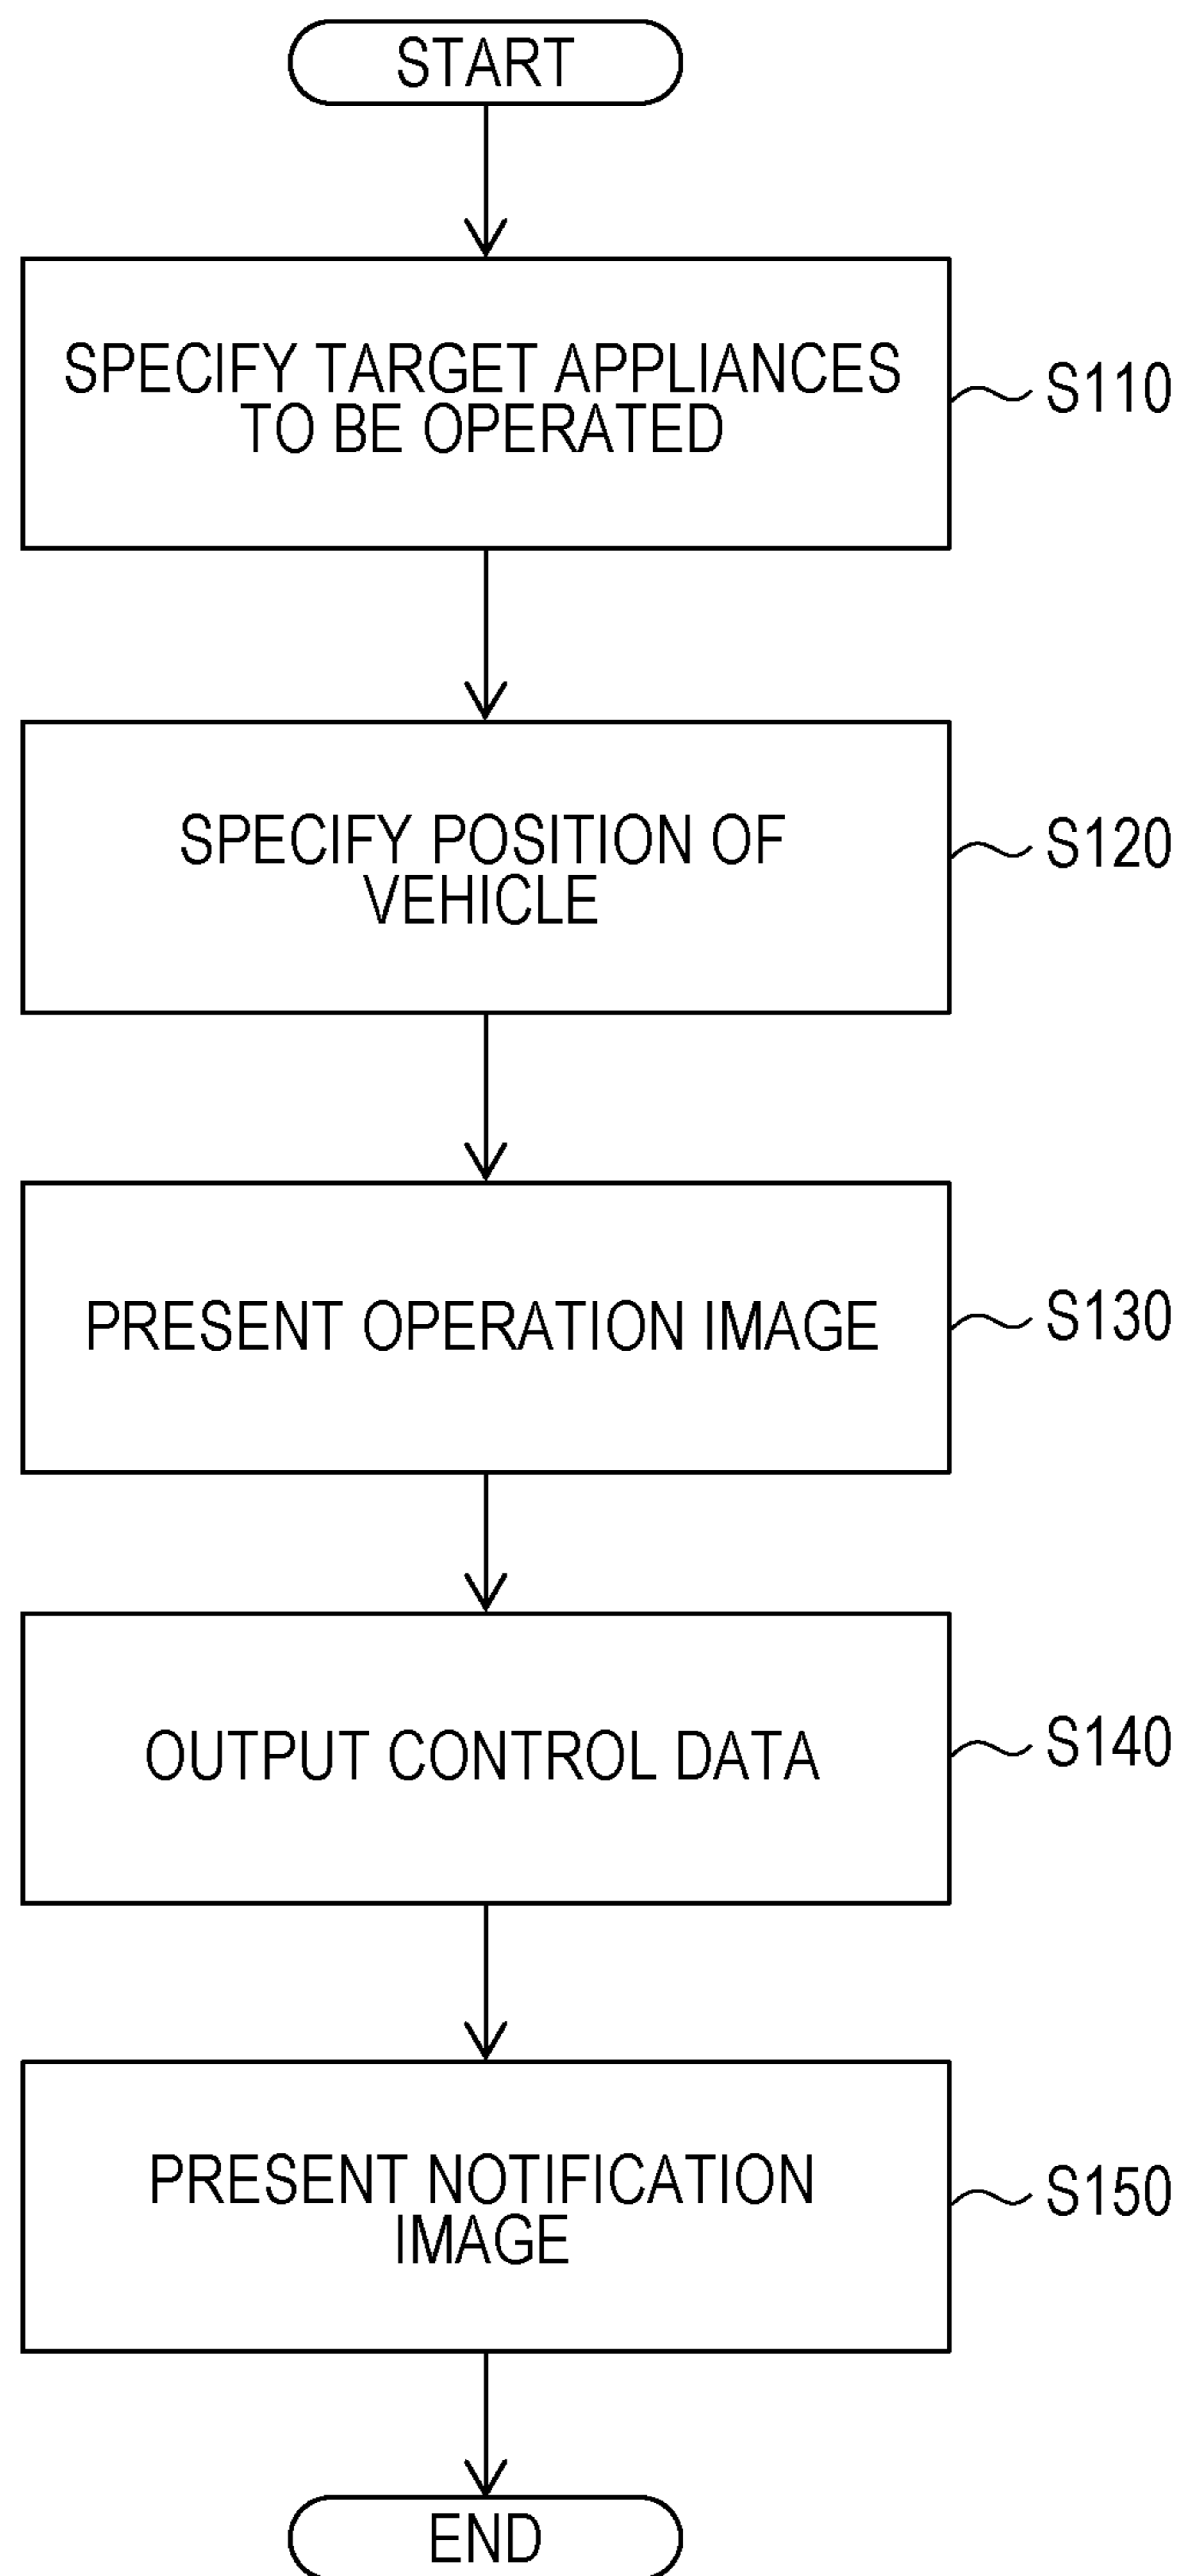 START
SPECIFY TARGET APPLIANCES
TO BE OPERATED
S110
SPECIFY POSITION OF
VEHICLE
S120
PRESENT OPERATION IMAGE
S130
OUTPUT CONTROL DATA
S140
PRESENT NOTIFICATION
IMAGE
S150
END